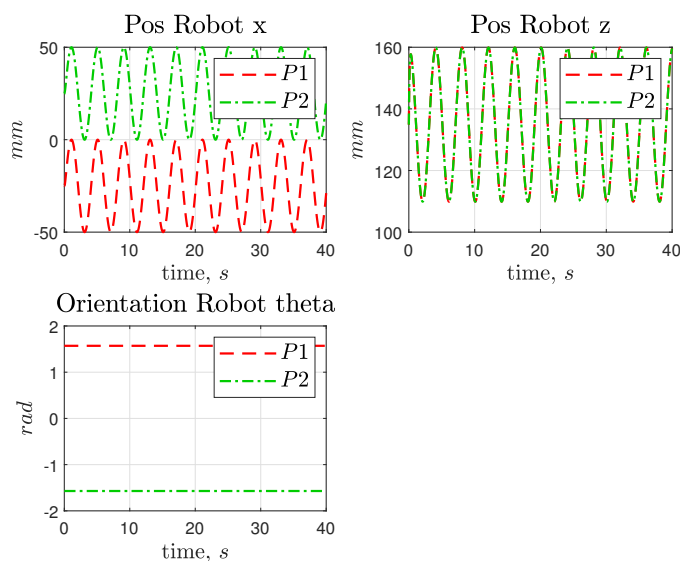 Pos Robot x
50
0
-50
mm
0 10 20 30 40
time, s
P1
P2
Pos Robot z
160
140
120
100
mm
0 10 20 30 40
time, s
P1
P2
Orientation Robot theta
2
1
0
-1
-2
rad
0 10 20 30 40
time, s
P1
P2